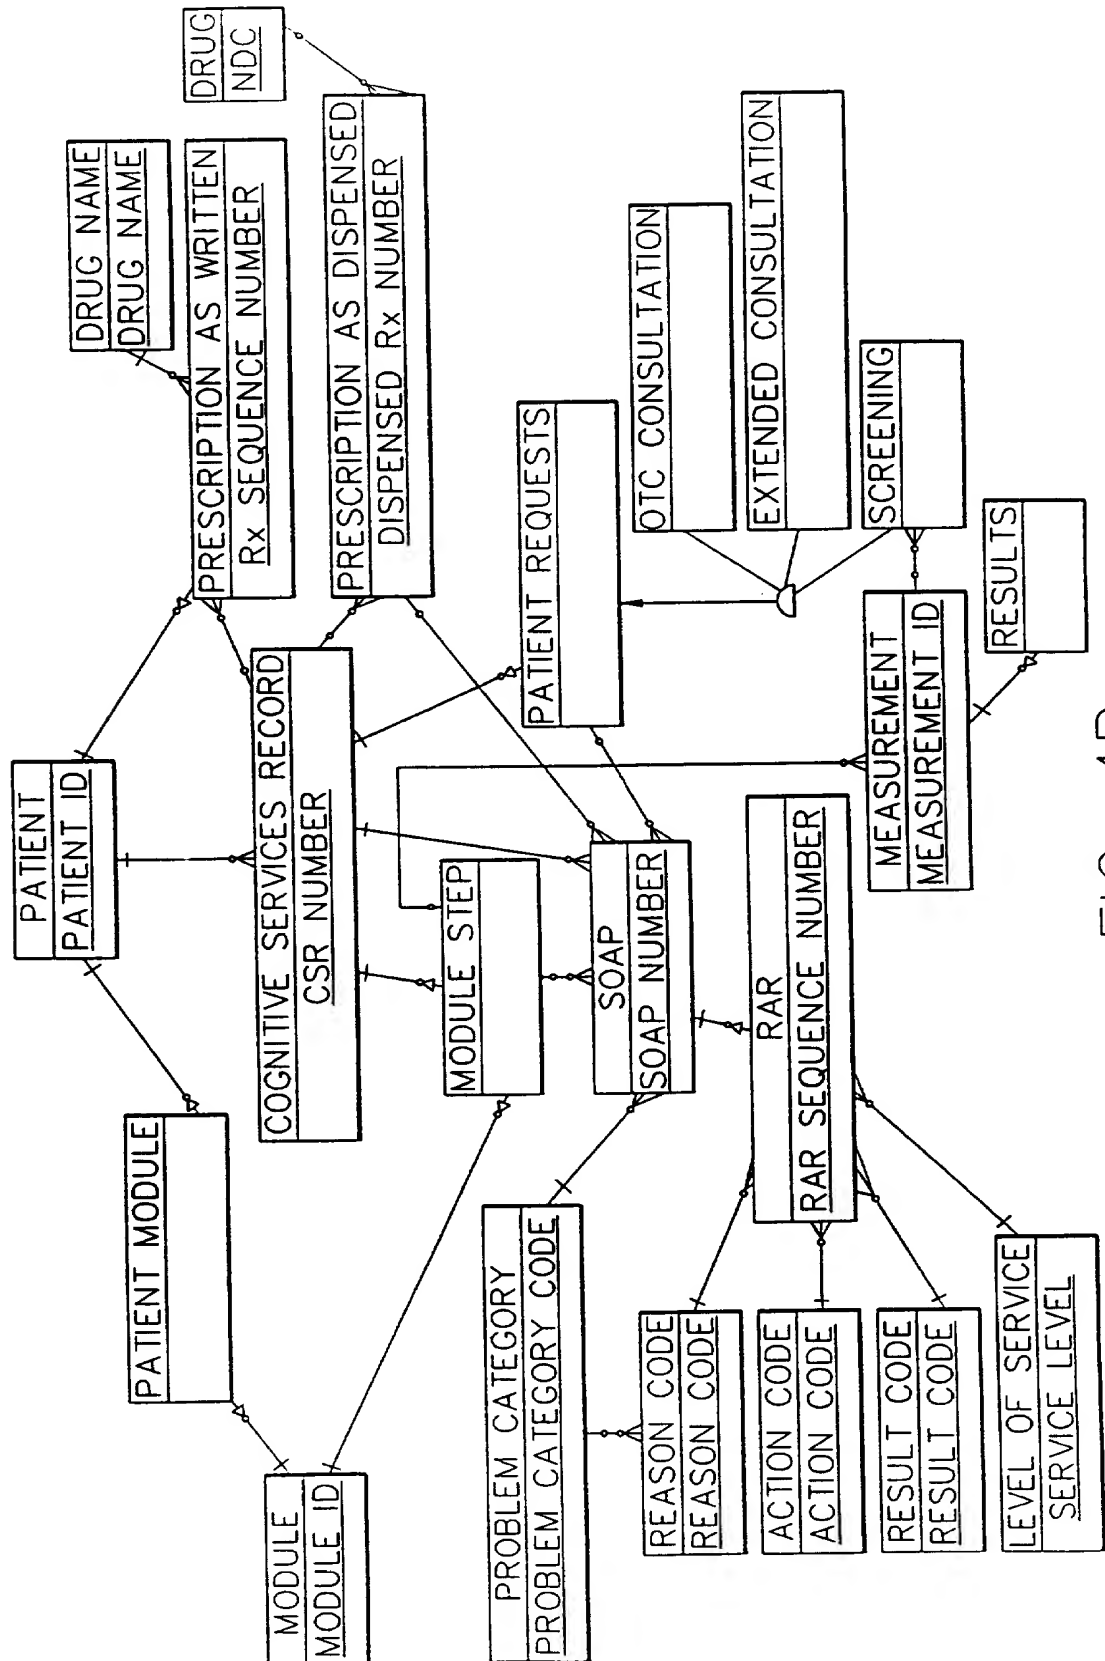 DRUG NAME
DRUG NAME
DRUG
NDC
PRESCRIPTION AS WRITTEN
Rx SEQUENCE NUMBER
PRESCRIPTION AS DISPENSED
DISPENSED Rx NUMBER
PATIENT
PATIENT ID
COGNITIVE SERVICES RECORD
CSR NUMBER
PATIENT REQUESTS
OTC CONSULTATION
EXTENDED CONSULTATION
SCREENING
RESULTS
MEASUREMENT
MEASUREMENT ID
PATIENT MODULE
MODULE STEP
SOAP
SOAP NUMBER
RAR
RAR SEQUENCE NUMBER
MODULE
MODULE ID
PROBLEM CATEGORY
PROBLEM CATEGORY CODE
REASON CODE
REASON CODE
ACTION CODE
ACTION CODE
RESULT CODE
RESULT CODE
LEVEL OF SERVICE
SERVICE LEVEL